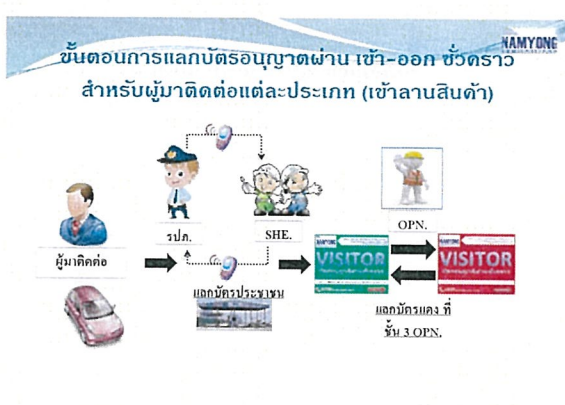 NAMYONG
ขั้นตอนการแลกบัตรอนุญาตผ่าน เข้า-ออก ชั่วคราว
สำหรับผู้มาติดต่อแต่ละประเภท (เข้าลานสินค้า)
รปภ.
SHE.
OPN.
ผู้มาติดต่อ
แลกบัตรประชาชน
NAMYONG
VISITOR
NAMYONG
VISITOR
แลกบัตรแดง ที่
ชั้น 3 OPN.